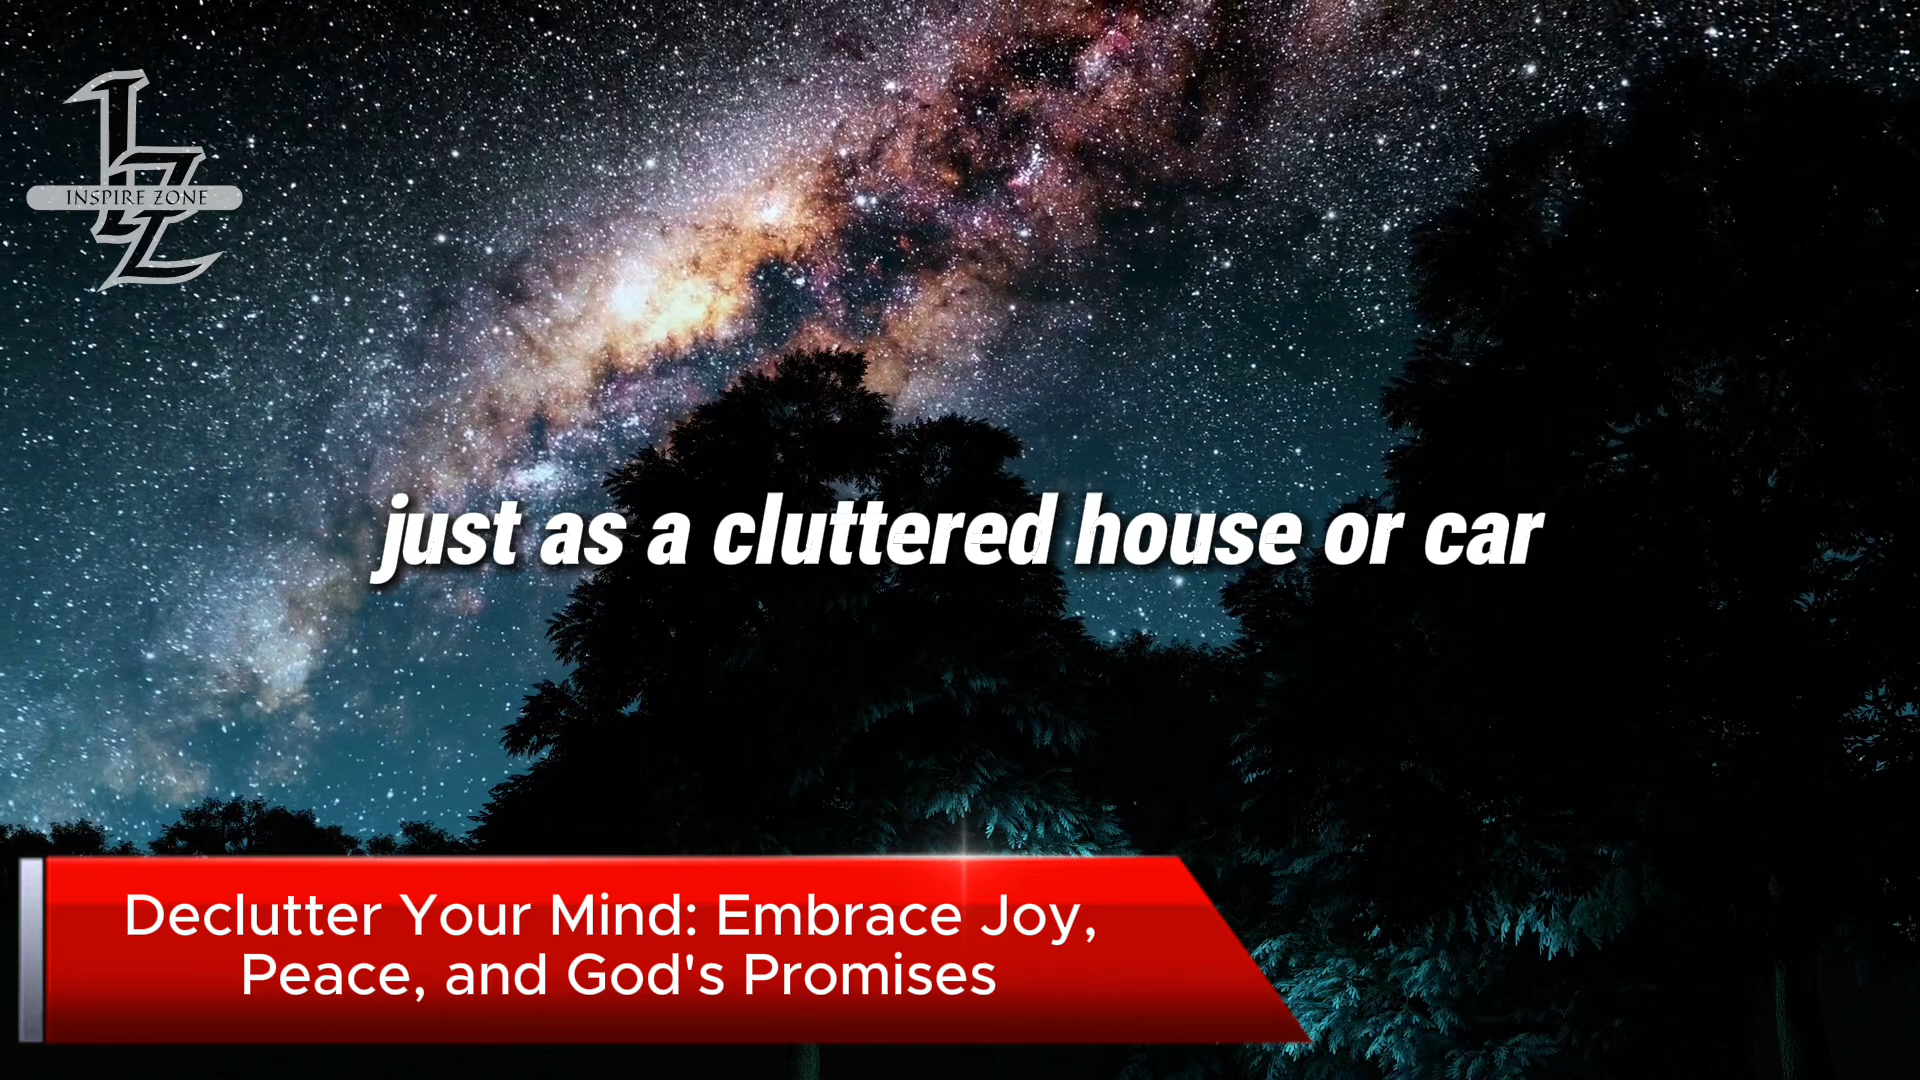 INSPIRE ZONE
just as a cluttered house or car
Declutter Your Mind: Embrace Joy,
Peace, and God's Promises